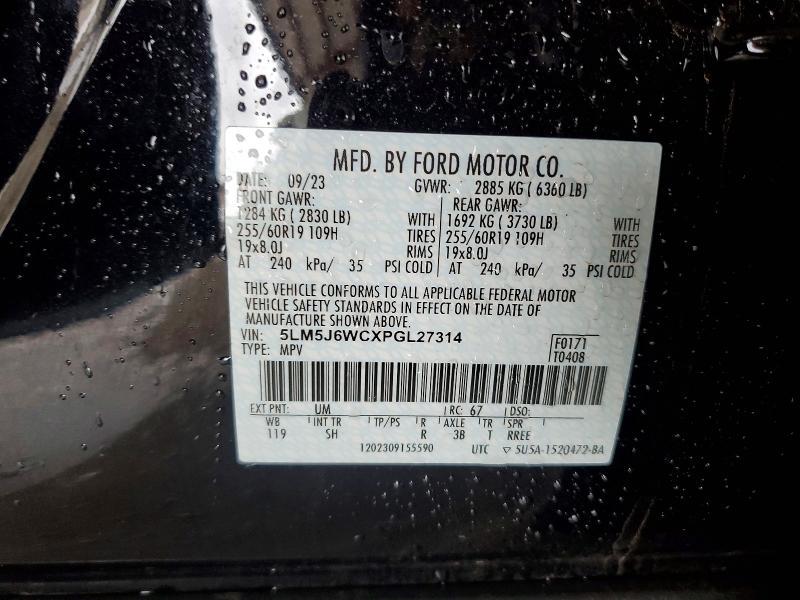 MFD. BY FORD MOTOR CO.
DATE: 09/23 GVWR: 2885 KG ( 6360 LB)
FRONT GAWR: REAR GAWR:
1284 KG ( 2830 LB) WITH 1692 KG ( 3730 LB) WITH
255/60R19 109H TIRES 255/60R19 109H TIRES
19x8.0J RIMS 19x8.0J RIMS
AT 240 kPa/ 35 PSI COLD AT 240 kPa/ 35 PSI COLD
THIS VEHICLE CONFORMS TO ALL APPLICABLE FEDERAL MOTOR
VEHICLE SAFETY STANDARDS IN EFFECT ON THE DATE OF
MANUFACTURE SHOWN ABOVE.
VIN: 5LM5J6WCXPGL27314 F0171
TYPE: MPV T0408
EXT PNT: UM RC: 67 DSO:
WB INT TR TP/PS R AXLE TR SPR
119 SH R 3B T RREE
1202309155590 UTC ▽ 5U5A-1520472-BA